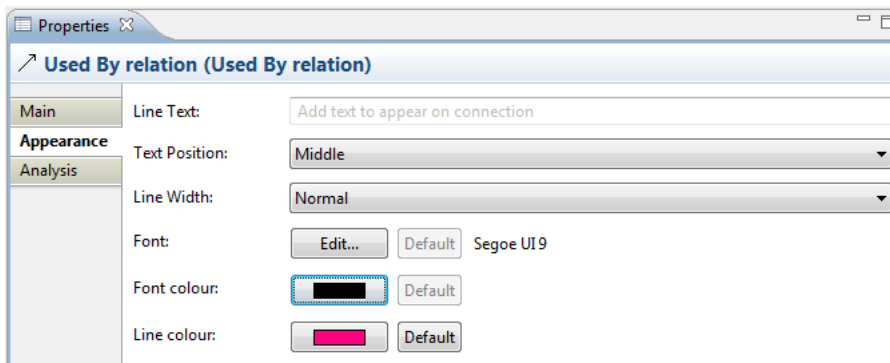 Properties
Used By relation (Used By relation)
Main
Appearance
Analysis
Line Text: Add text to appear on connection
Text Position: Middle
Line Width: Normal
Font: Edit... Default Segoe UI 9
Font colour: Default
Line colour: Default